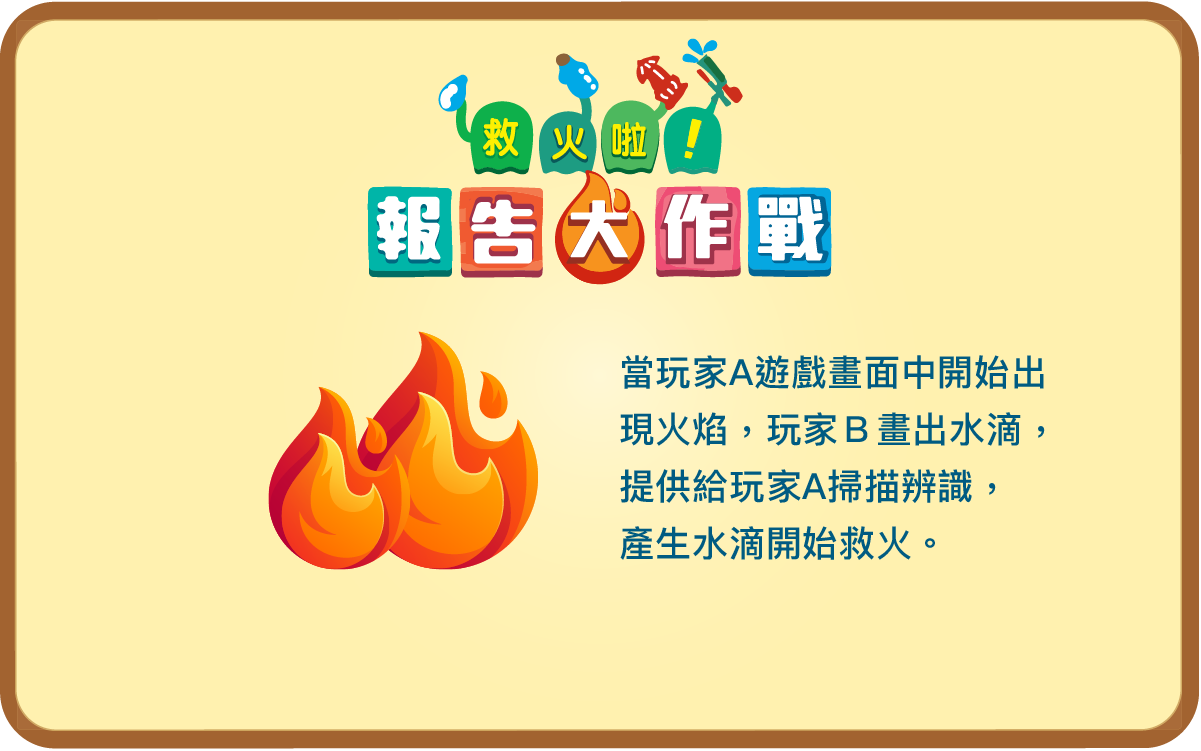 救火啦!
報告大作戰
當玩家A遊戲畫面中開始出
現火焰，玩家B畫出水滴，
提供給玩家A掃描辨識，
產生水滴開始救火。